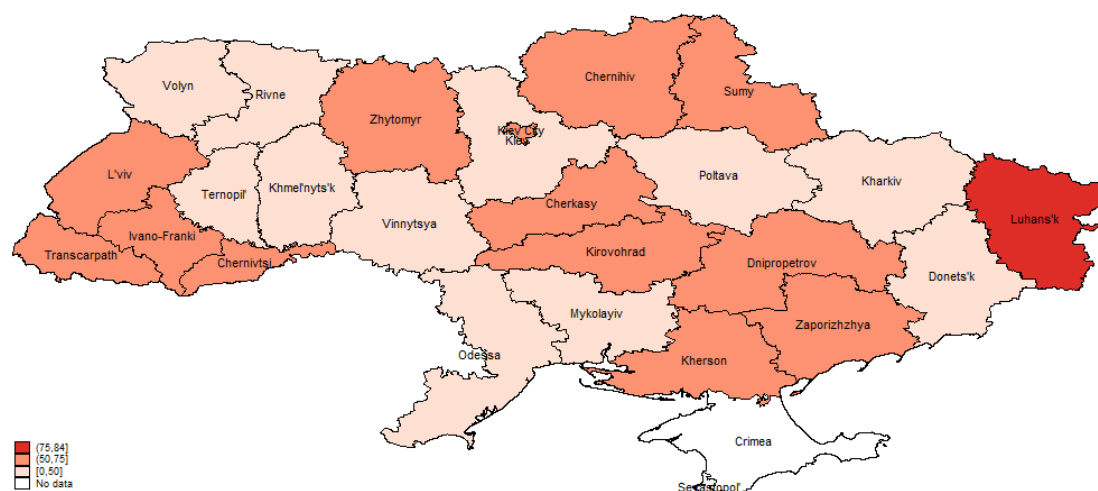 Chernihiv
Volyn
Sumy
Rivne
Zhytomyr
Kiev City
Kiev
L'viv
Poltava
Kharkiv
Ternopil'
Khmel'nyts'k
Cherkasy
Luhans'k
Vinnytsya
Ivano-Franki
Transcarpath
Chernivtsi
Kirovohrad
Dnipropetrov
Donets'k
Mykolayiv
Zaporizhzhya
Odessa
Kherson
Crimea
Sevastopol'
(75,84]
(50,75]
[0,50]
No data